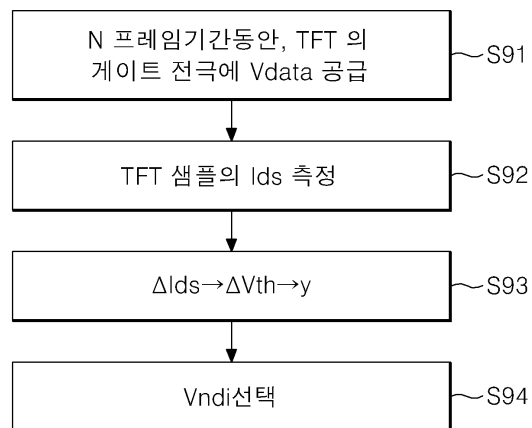 N 프레임기간동안, TFT 의
게이트 전극에 Vdata 공급
S91
TFT 샘플의 Ids 측정
S92
ΔIds→ΔVth→y
S93
Vndi선택
S94